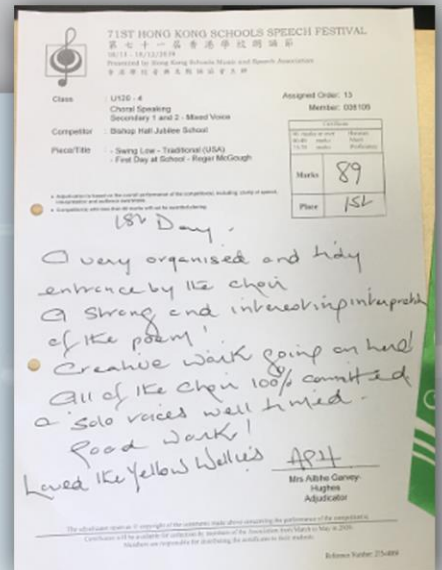 71ST HONG KONG SCHOOLS SPEECH FESTIVAL
第七十一屆香港學校朗誦節
Presented by Hong Kong Schools Music and Speech Association
香港學校音樂及朗誦協會主辦
Class : U120 - 4
Assigned Order: 13
Choral Speaking
Member: 008106
Secondary 1 and 2 - Mixed Voice
Competitor : Bishop Hall Jubilee School
Piece/Title : - Swing Low - Traditional (USA)
- First Day at School - Roger McGough
Certificate
Marks 89
Place 1st
1st Day.
A very organised and tidy
entrance by the choir
A strong and interesting
of the poem!
Creative work going on here!
All of the choir 100% committed
Solo voices well timed.
Good work!
Loved the Yellow Wellies
Mrs Ailbhe Garvey-
Hughes
Adjudicator